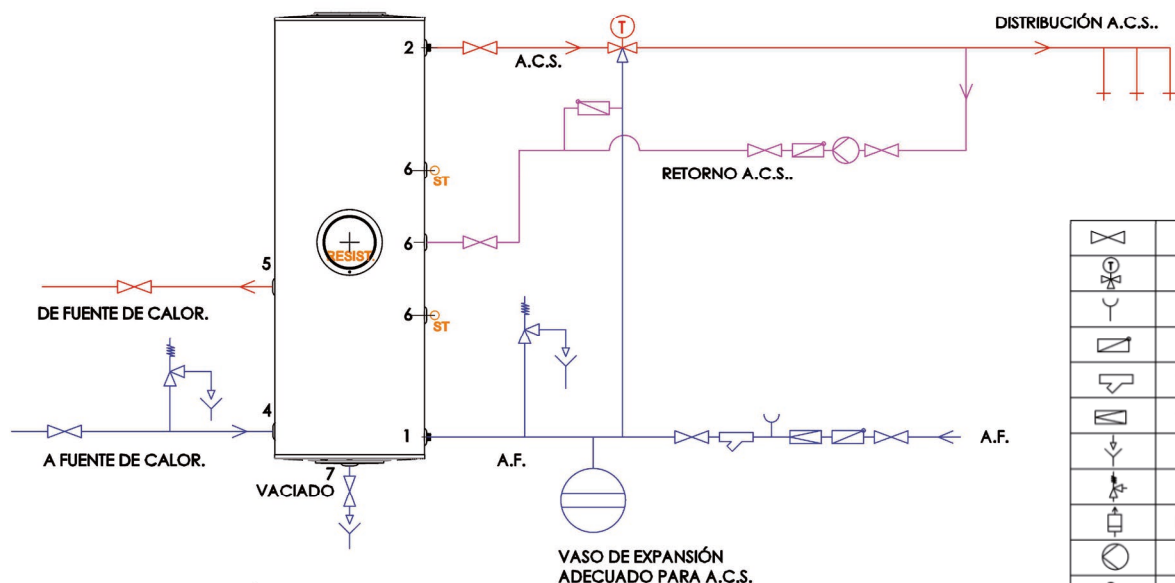 DISTRIBUCIÓN A.C.S..
T
2
A.C.S.
6
ST
RETORNO A.C.S..
RESIST.
6
5
DE FUENTE DE CALOR.
6
ST
4
1
A.F.
A.F.
A FUENTE DE CALOR.
7
VACIADO
VASO DE EXPANSIÓN
ADECUADO PARA A.C.S.
T